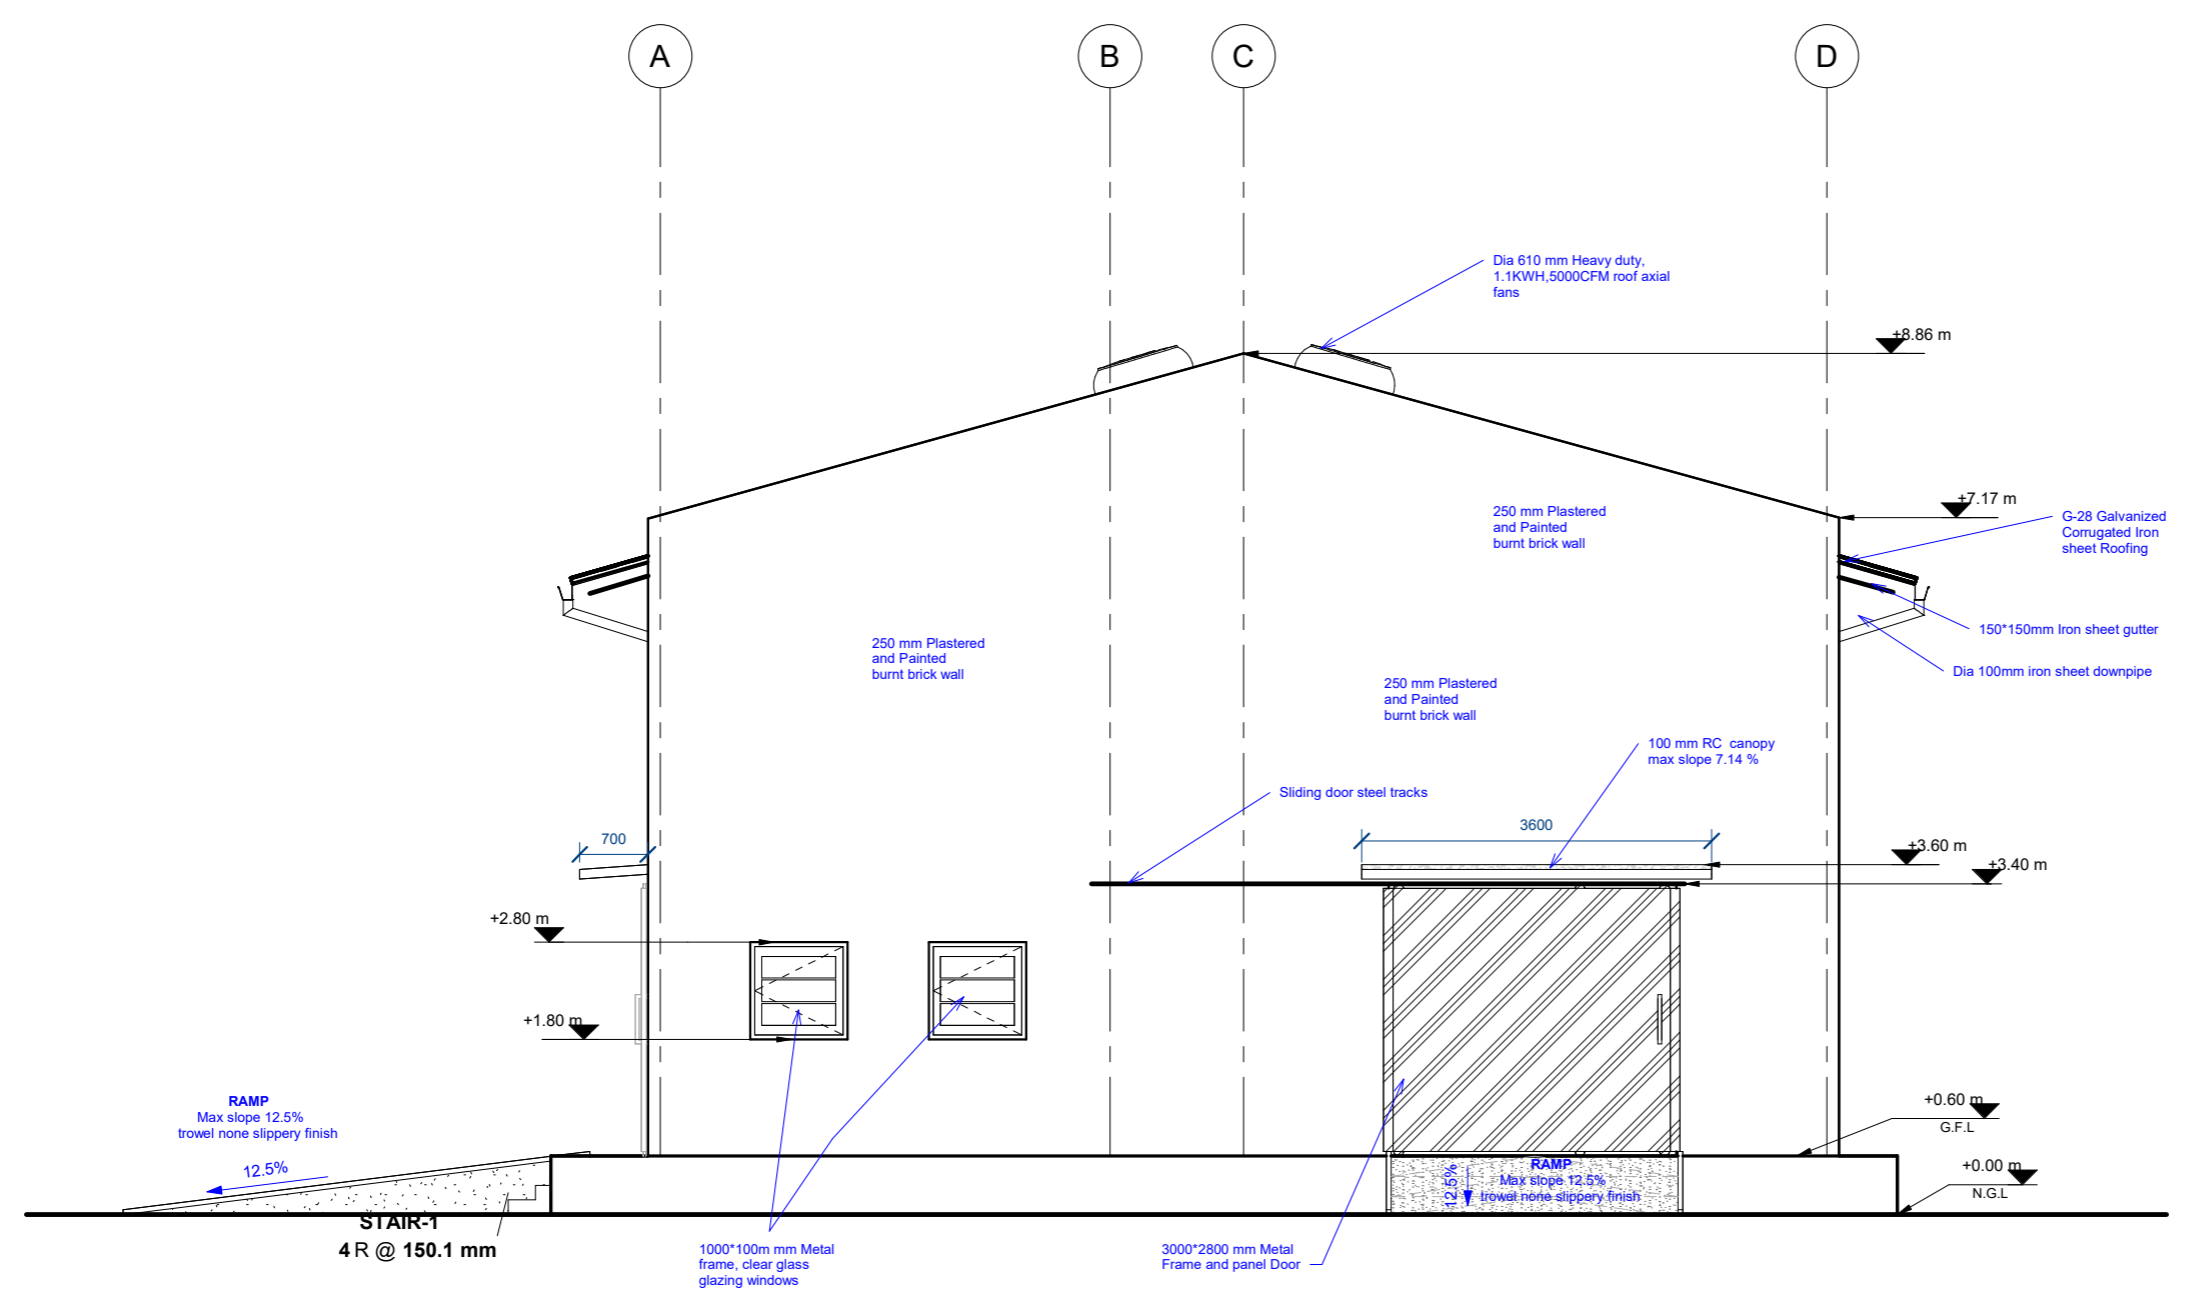 A
B
C
D
Dia 610 mm Heavy duty,
1.1KWH,5000CFM roof axial
fans
+8.86 m
+7.17 m
G-28 Galvanized
Corrugated Iron
sheet Roofing
250 mm Plastered
and Painted
burnt brick wall
150*150mm Iron sheet gutter
250 mm Plastered
and Painted
burnt brick wall
Dia 100mm iron sheet downpipe
250 mm Plastered
and Painted
burnt brick wall
100 mm RC canopy
max slope 7.14 %
Sliding door steel tracks
700
3600
+3.60 m
+3.40 m
+2.80 m
+1.80 m
RAMP
Max slope 12.5%
trowel none slippery finish
12.5%
+0.60 m
G.F.L
RAMP
Max slope 12.5%
trowel none slippery finish
12.5%
+0.00 m
N.G.L
STAIR-1
4 R @ 150.1 mm
1000*100m mm Metal
frame, clear glass
glazing windows
3000*2800 mm Metal
Frame and panel Door